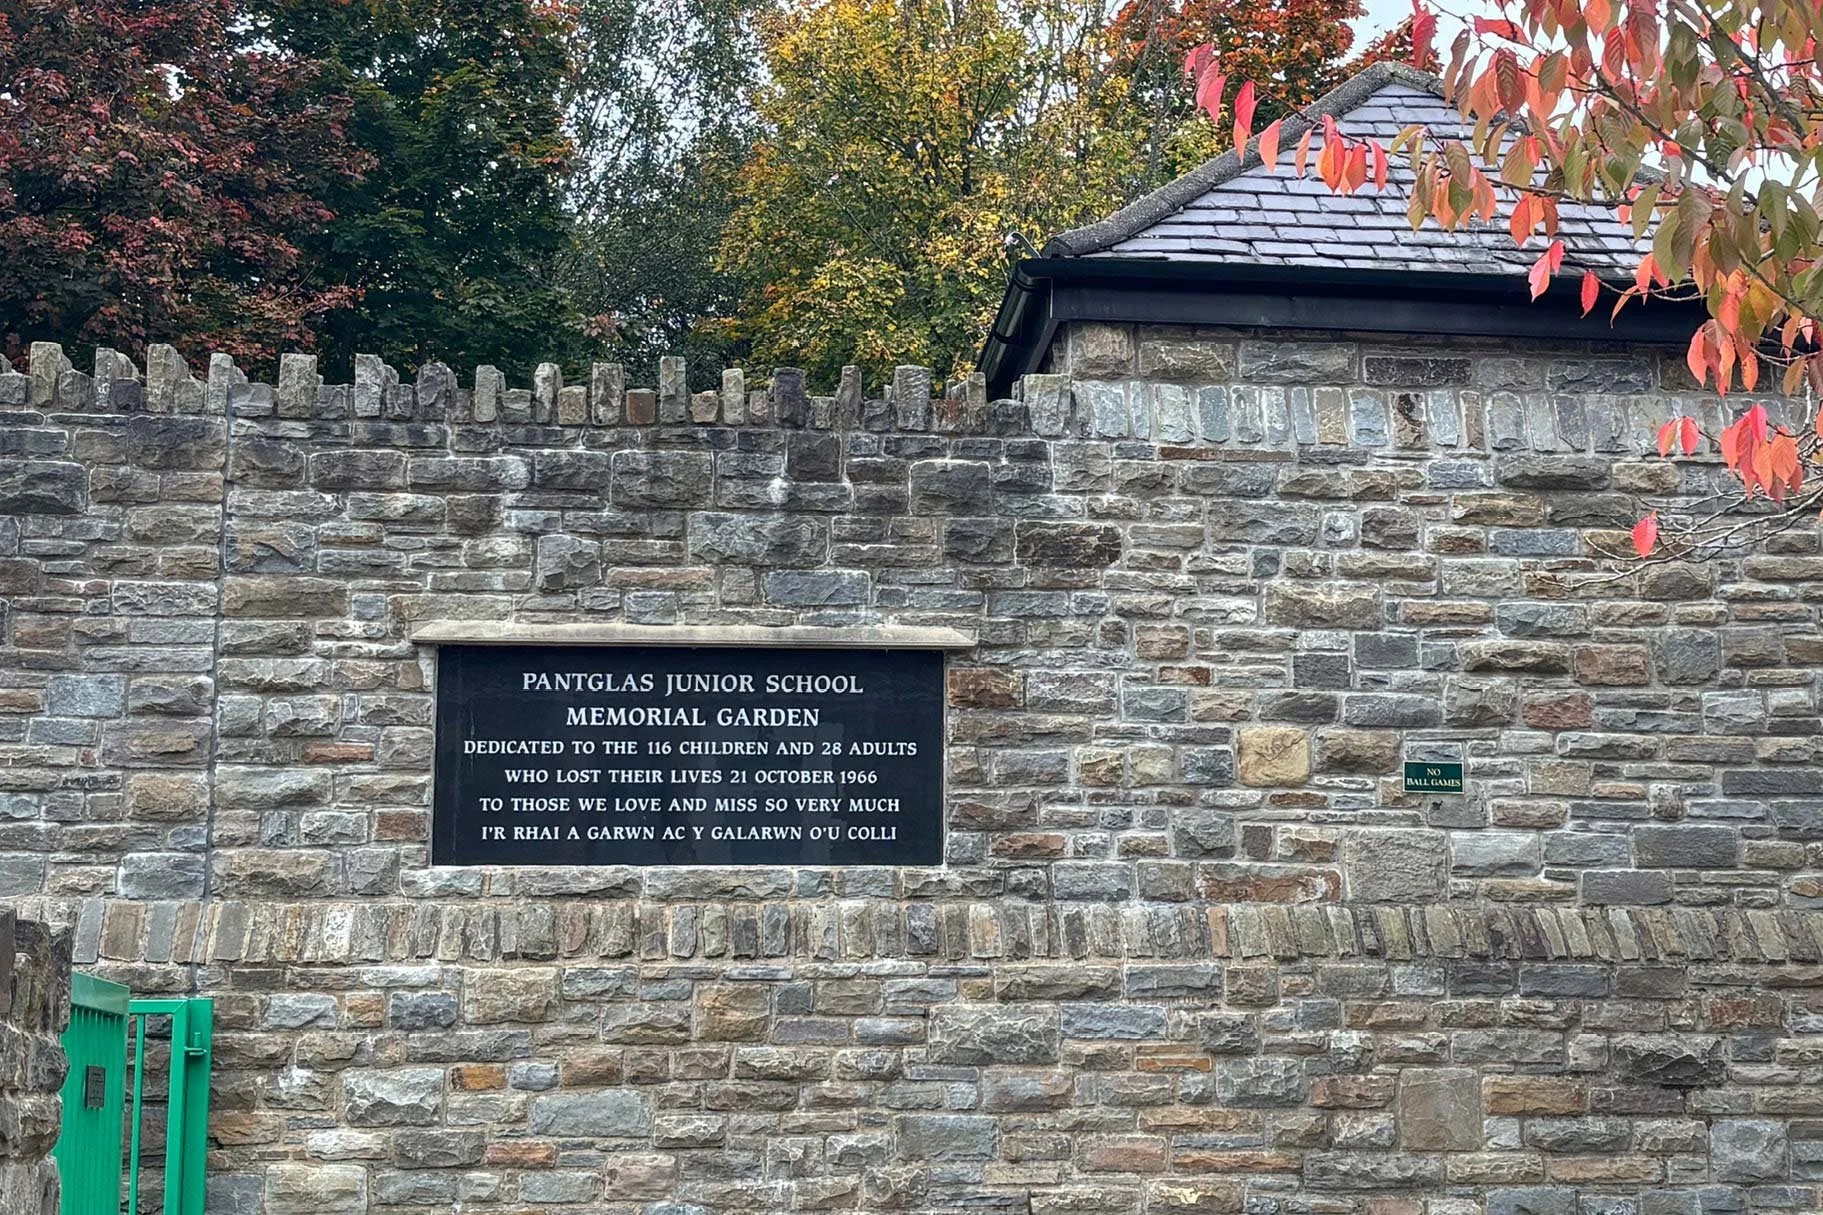 PANTGLAS JUNIOR SCHOOL
MEMORIAL GARDEN
DEDICATED TO THE 116 CHILDREN AND 28 ADULTS
WHO LOST THEIR LIVES 21 OCTOBER 1966
TO THOSE WE LOVE AND MISS SO VERY MUCH
I'R RHAI A GARWN AC Y GALARWN O'U COLLI
NO
BALL GAMES